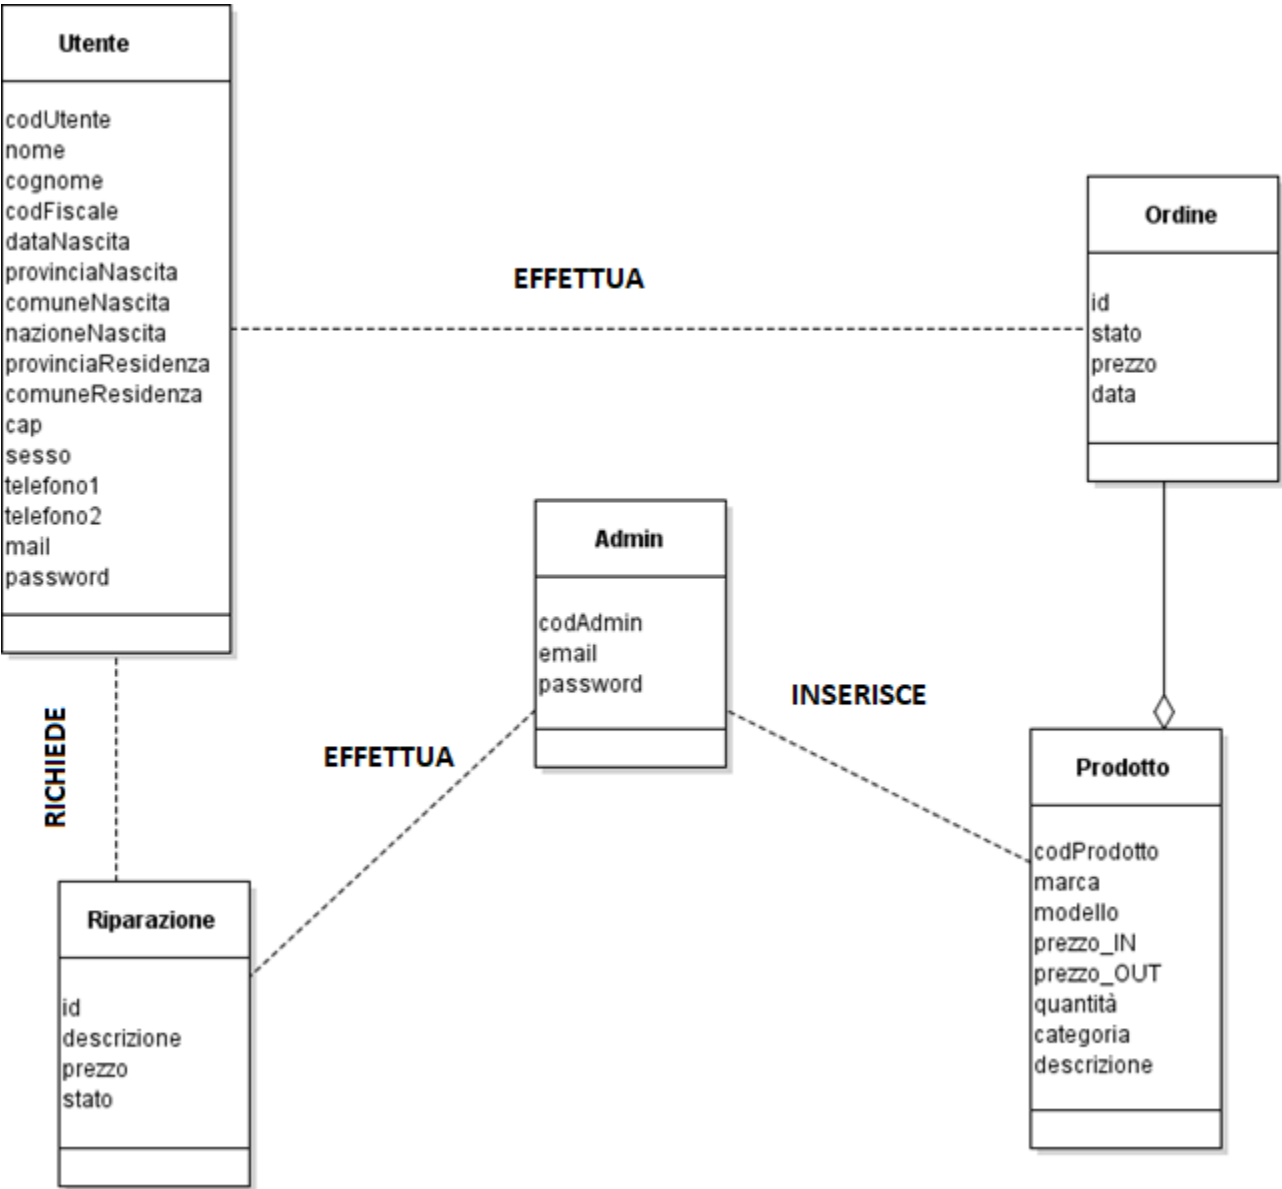 Utente
codUtente
nome
cognome
codFiscale
dataNascita
provinciaNascita
comuneNascita
nazioneNascita
provinciaResidenza
comuneResidenza
cap
sesso
telefono1
telefono2
mail
password
EFFETTUA
Ordine
id
stato
prezzo
data
Admin
codAdmin
email
password
RICHIEDE
EFFETTUA
INSERISCE
Riparazione
id
descrizione
prezzo
stato
Prodotto
codProdotto
marca
modello
prezzo_IN
prezzo_OUT
quantità
categoria
descrizione